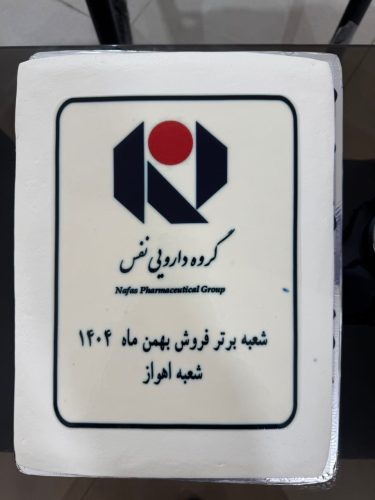 گروه دارویی نفس
Nafas Pharmaceutical Group
شعبه برتر فروش بهمن ماه ۱۴۰۴
شعبه اهواز